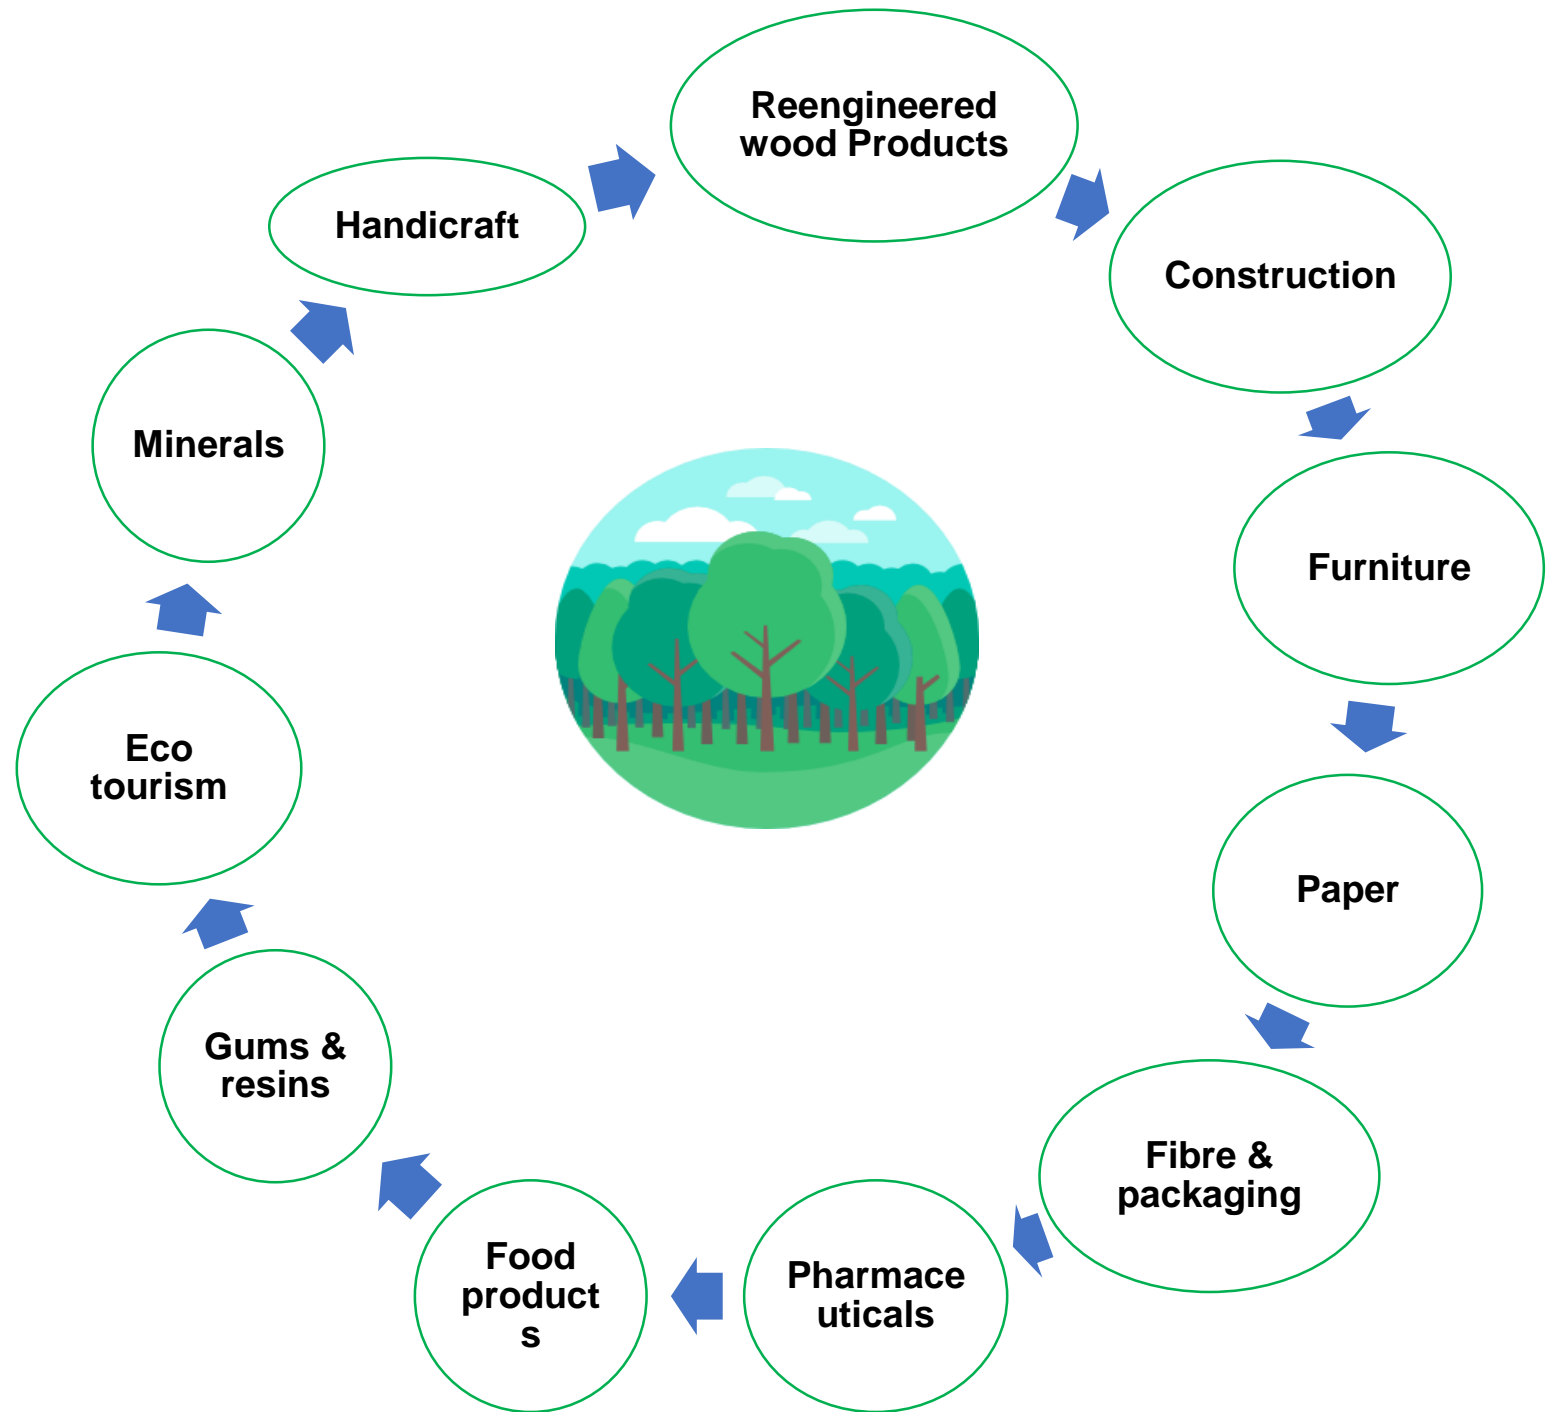 Reengineered
wood Products
Construction
Furniture
Paper
Fibre &
packaging
Pharmace
uticals
Food
product
s
Gums &
resins
Eco
tourism
Minerals
Handicraft